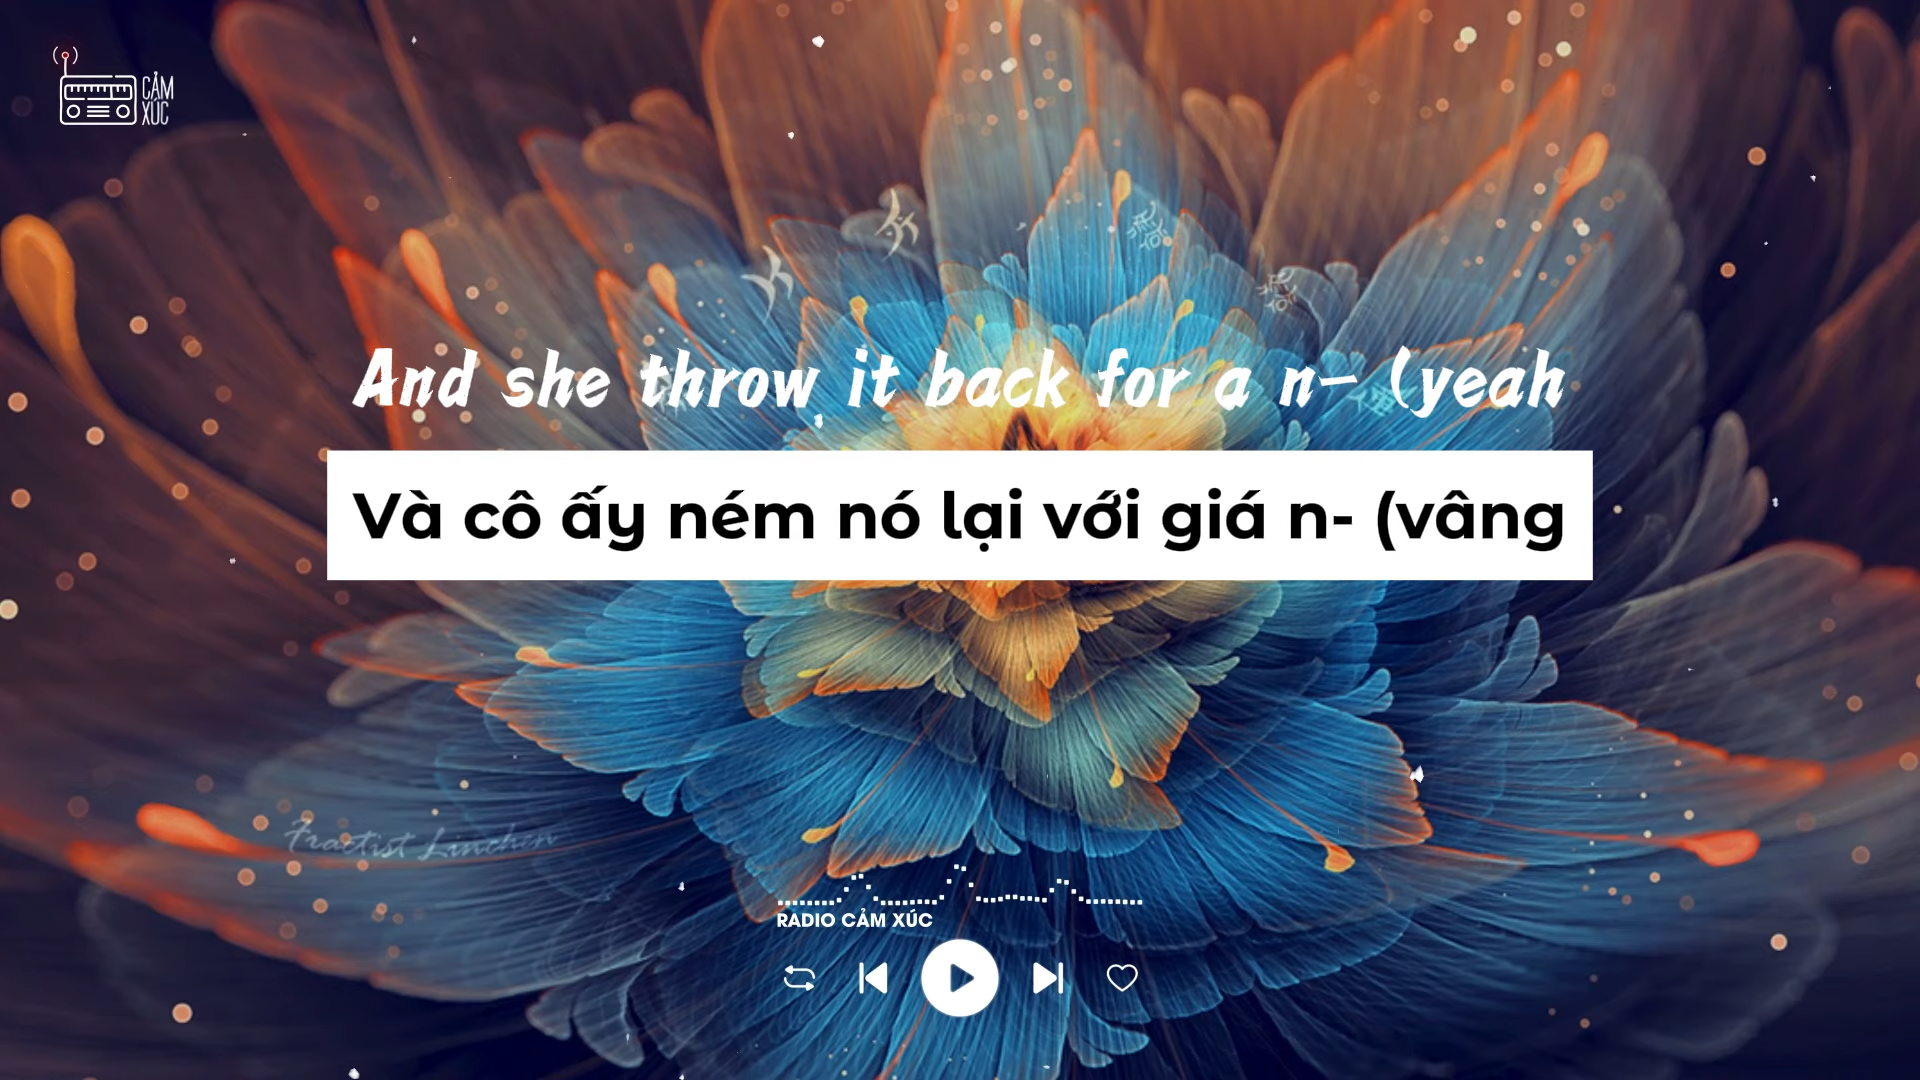 CẢM
XÚC
And she throw it back for a n- (yeah
Và cô ấy ném nó lại với giá n- (vâng
Fractist Linchen
RADIO CẢM XÚC